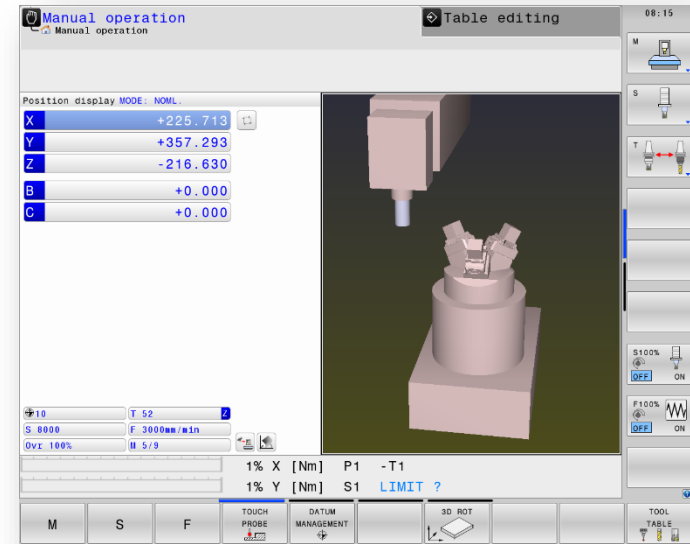 Manual operation
Manual operation
Table editing
08:15
Position display MODE: NOML.
X +225.713
Y +357.293
Z -216.630
B +0.000
C +0.000
M
S
T
S100%
OFF ON
F100%
OFF ON
10 T 52 Z
S 8000 F 3000mm/min
Ovr 100% M 5/9
1% X [Nm] P1 -T1
1% Y [Nm] S1 LIMIT ?
M
S
F
TOUCH
PROBE
DATUM
MANAGEMENT
3D ROT
TOOL
TABLE